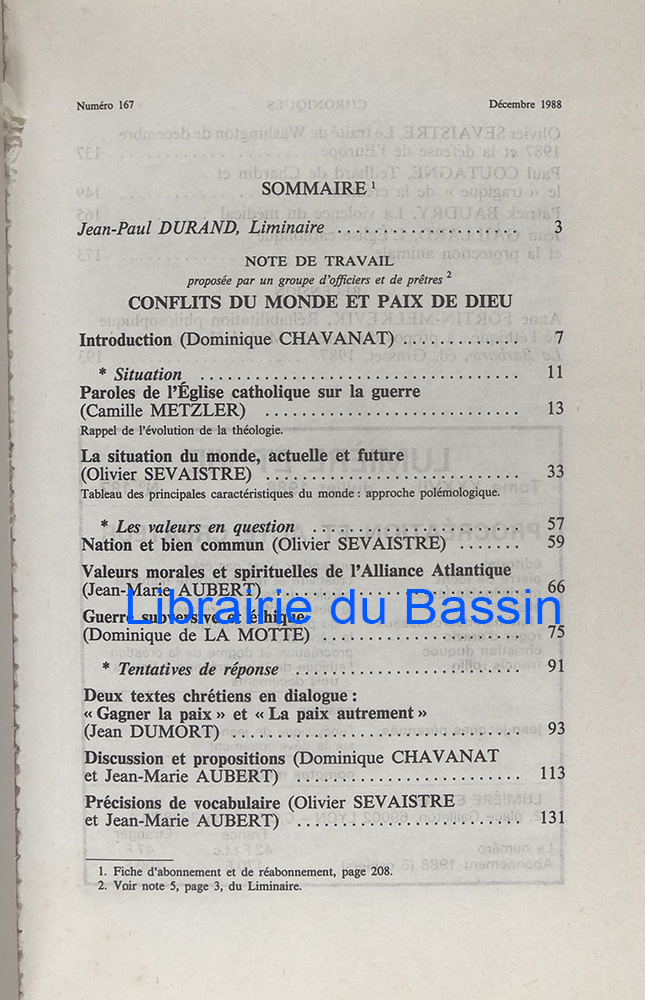 Numéro 167 Décembre 1988
SOMMAIRE 1
Jean-Paul DURAND, Liminaire .................... 3
NOTE DE TRAVAIL
proposée par un groupe d'officiers et de prêtres 2
CONFLITS DU MONDE ET PAIX DE DIEU
Introduction (Dominique CHAVANAT) ............. 7
* Situation .................................... 11
Paroles de l'Église catholique sur la guerre
(Camille METZLER) ............................. 13
Rappel de l'évolution de la théologie.
La situation du monde, actuelle et future
(Olivier SEVAISTRE) ............................. 33
Tableau des principales caractéristiques du monde : approche polémologique.
* Les valeurs en question ....................... 57
Nation et bien commun (Olivier SEVAISTRE) ....... 59
Valeurs morales et spirituelles de l'Alliance Atlantique
(Jean-Marie AUBERT) ............................ 66
Librairie du Bassin
Guerre subversive et éthique
(Dominique de LA MOTTE) ...................... 75
* Tentatives de réponse ......................... 91
Deux textes chrétiens en dialogue :
« Gagner la paix » et « La paix autrement »
(Jean DUMORT) ................................. 93
Discussion et propositions (Dominique CHAVANAT
et Jean-Marie AUBERT) ......................... 113
Précisions de vocabulaire (Olivier SEVAISTRE
et Jean-Marie AUBERT) ......................... 131
1. Fiche d'abonnement et de réabonnement, page 208.
2. Voir note 5, page 3, du Liminaire.